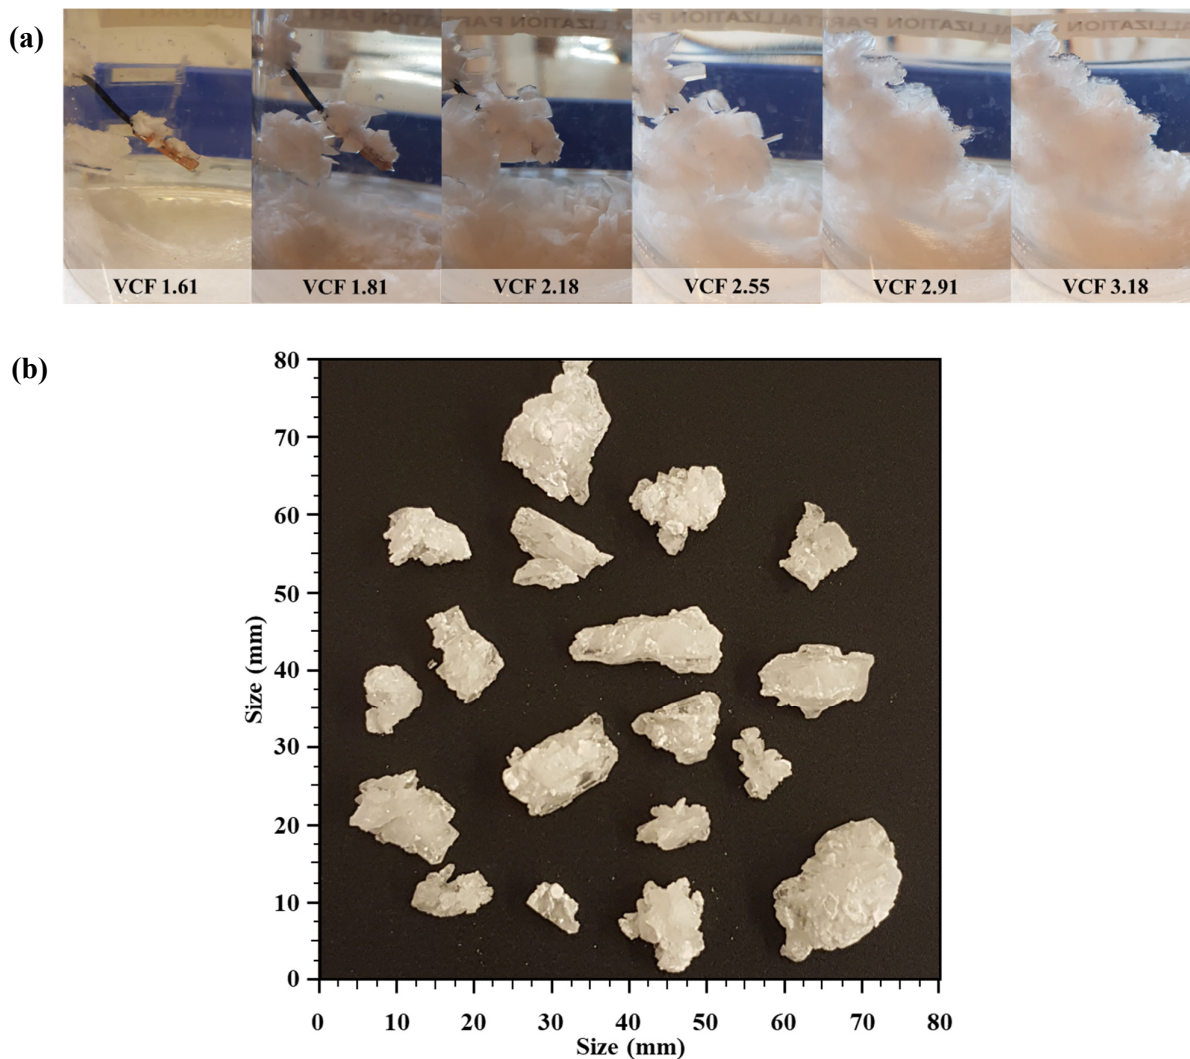 (a)
VCF 1.61
VCF 1.81
VCF 2.18
VCF 2.55
VCF 2.91
VCF 3.18
(b)
80
70
60
50
40
30
20
10
0
Size (mm)
0 10 20 30 40 50 60 70 80
Size (mm)